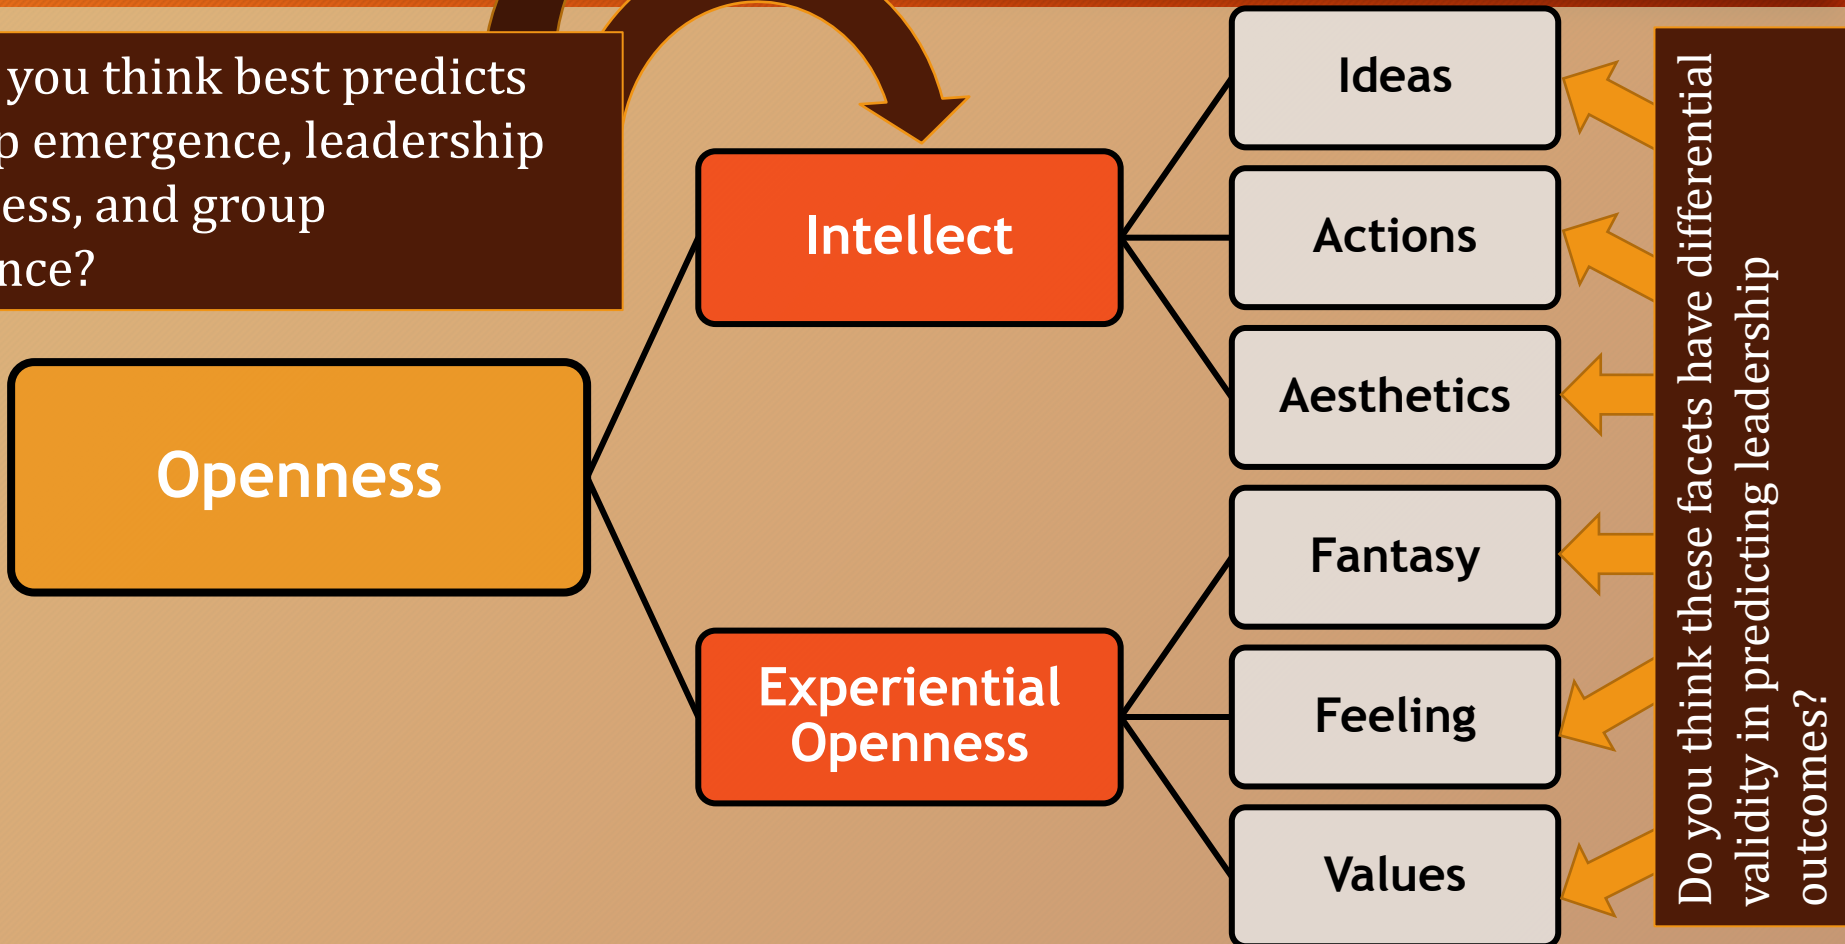 you think best predicts
p emergence, leadership
ess, and group
nce?
Openness
Intellect
Experiential
Openness
Ideas
Actions
Aesthetics
Fantasy
Feeling
Values
Do you think these facets have differential
validity in predicting leadership
outcomes?